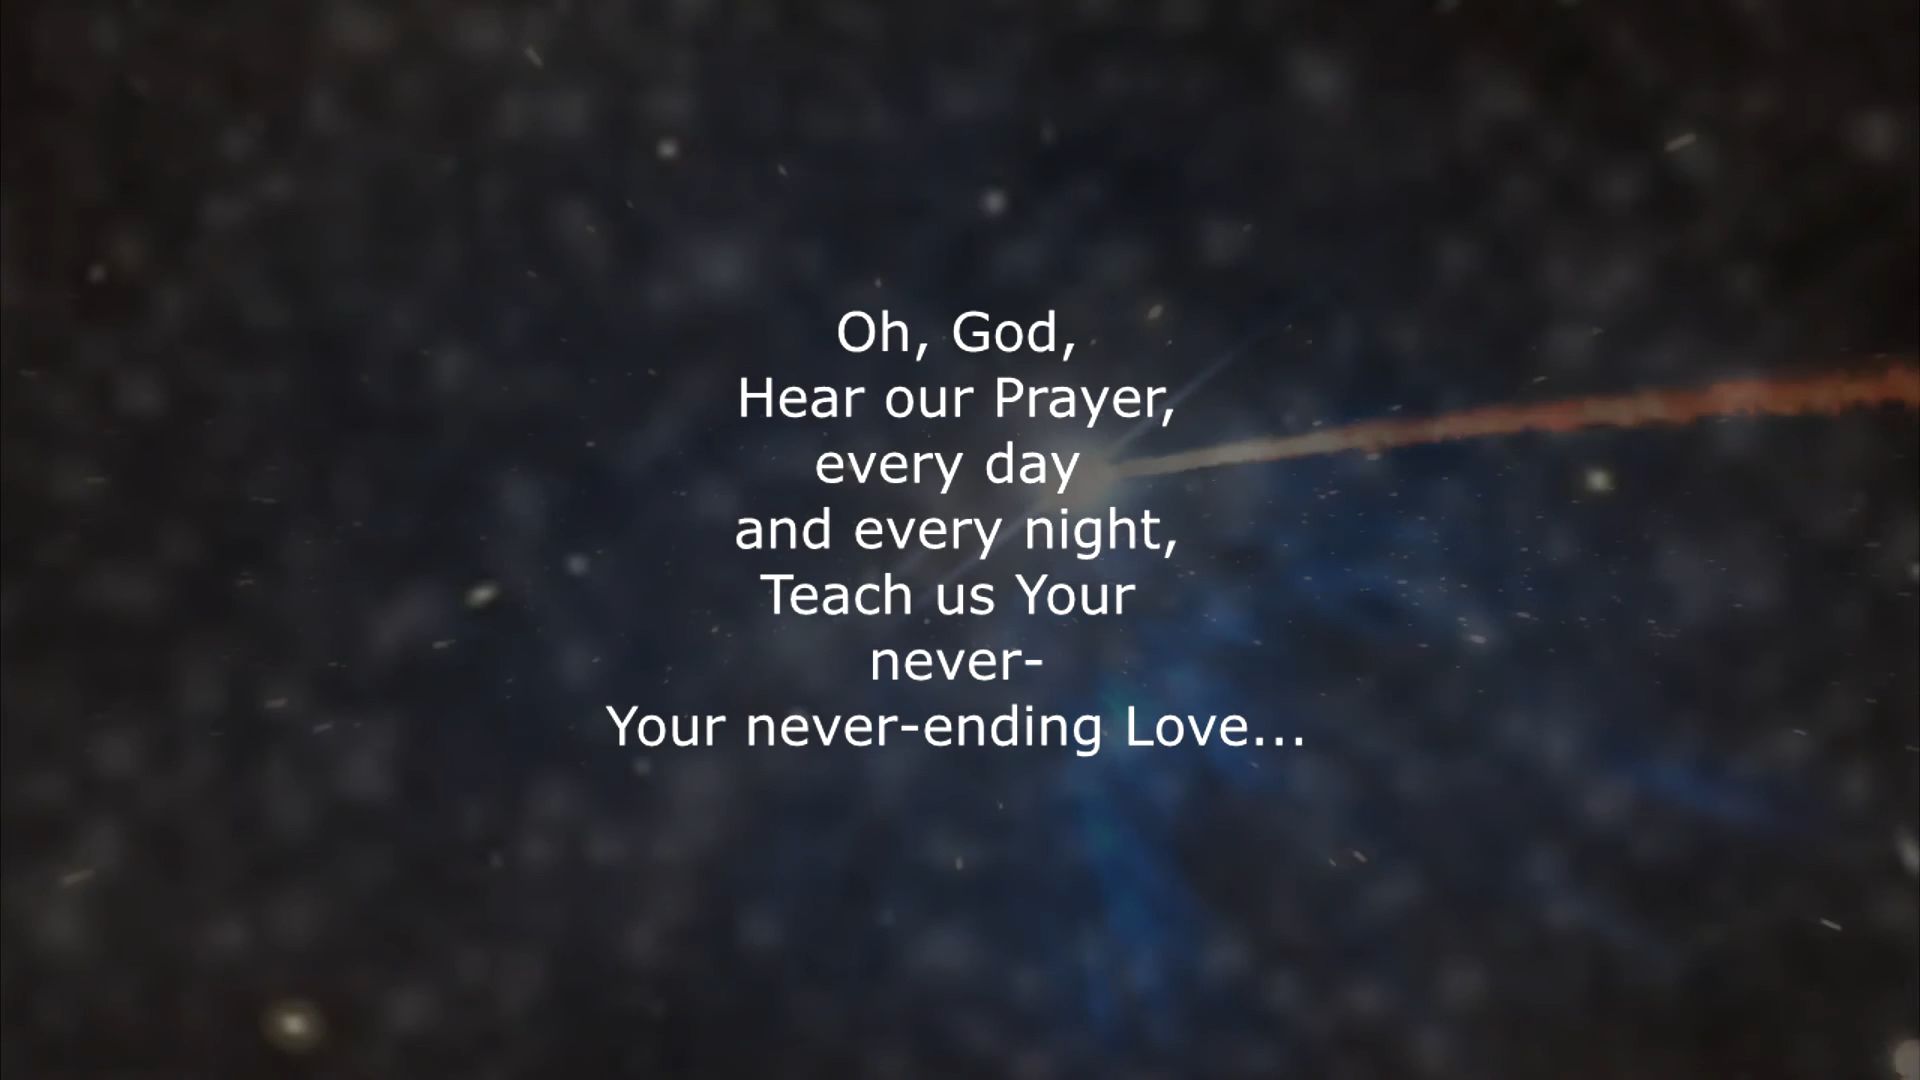 Oh, God,
Hear our Prayer,
every day
and every night,
Teach us Your
never-
Your never-ending Love...